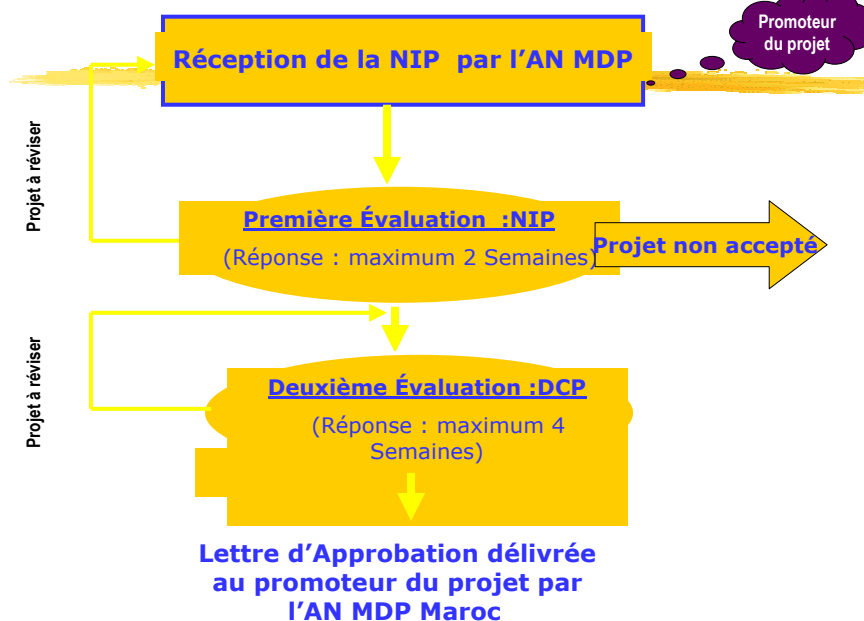 Promoteur
du projet
Réception de la NIP par l’AN MDP
Projet à réviser
Première Évaluation :NIP
(Réponse : maximum 2 Semaines)
Projet non accepté
Projet à réviser
Deuxième Évaluation :DCP
(Réponse : maximum 4
Semaines)
Lettre d’Approbation délivrée
au promoteur du projet par
l’AN MDP Maroc